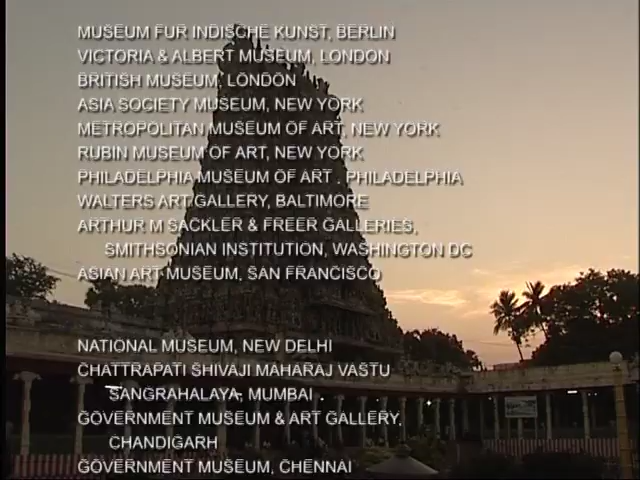 MUSEUM FUR INDISCHE KUNST, BERLIN
VICTORIA & ALBERT MUSEUM, LONDON
BRITISH MUSEUM, LONDON
ASIA SOCIETY MUSEUM, NEW YORK
METROPOLITAN MUSEUM OF ART, NEW YORK
RUBIN MUSEUM OF ART, NEW YORK
PHILADELPHIA MUSEUM OF ART . PHILADELPHIA
WALTERS ART GALLERY, BALTIMORE
ARTHUR M SACKLER & FREER GALLERIES,
SMITHSONIAN INSTITUTION, WASHINGTON DC
ASIAN ART MUSEUM, SAN FRANCISCO
NATIONAL MUSEUM, NEW DELHI
CHATTRAPATI SHIVAJI MAHARAJ VASTU
SANGRAHALAYA, MUMBAI .
GOVERNMENT MUSEUM & ART GALLERY,
CHANDIGARH
GOVERNMENT MUSEUM, CHENNAI